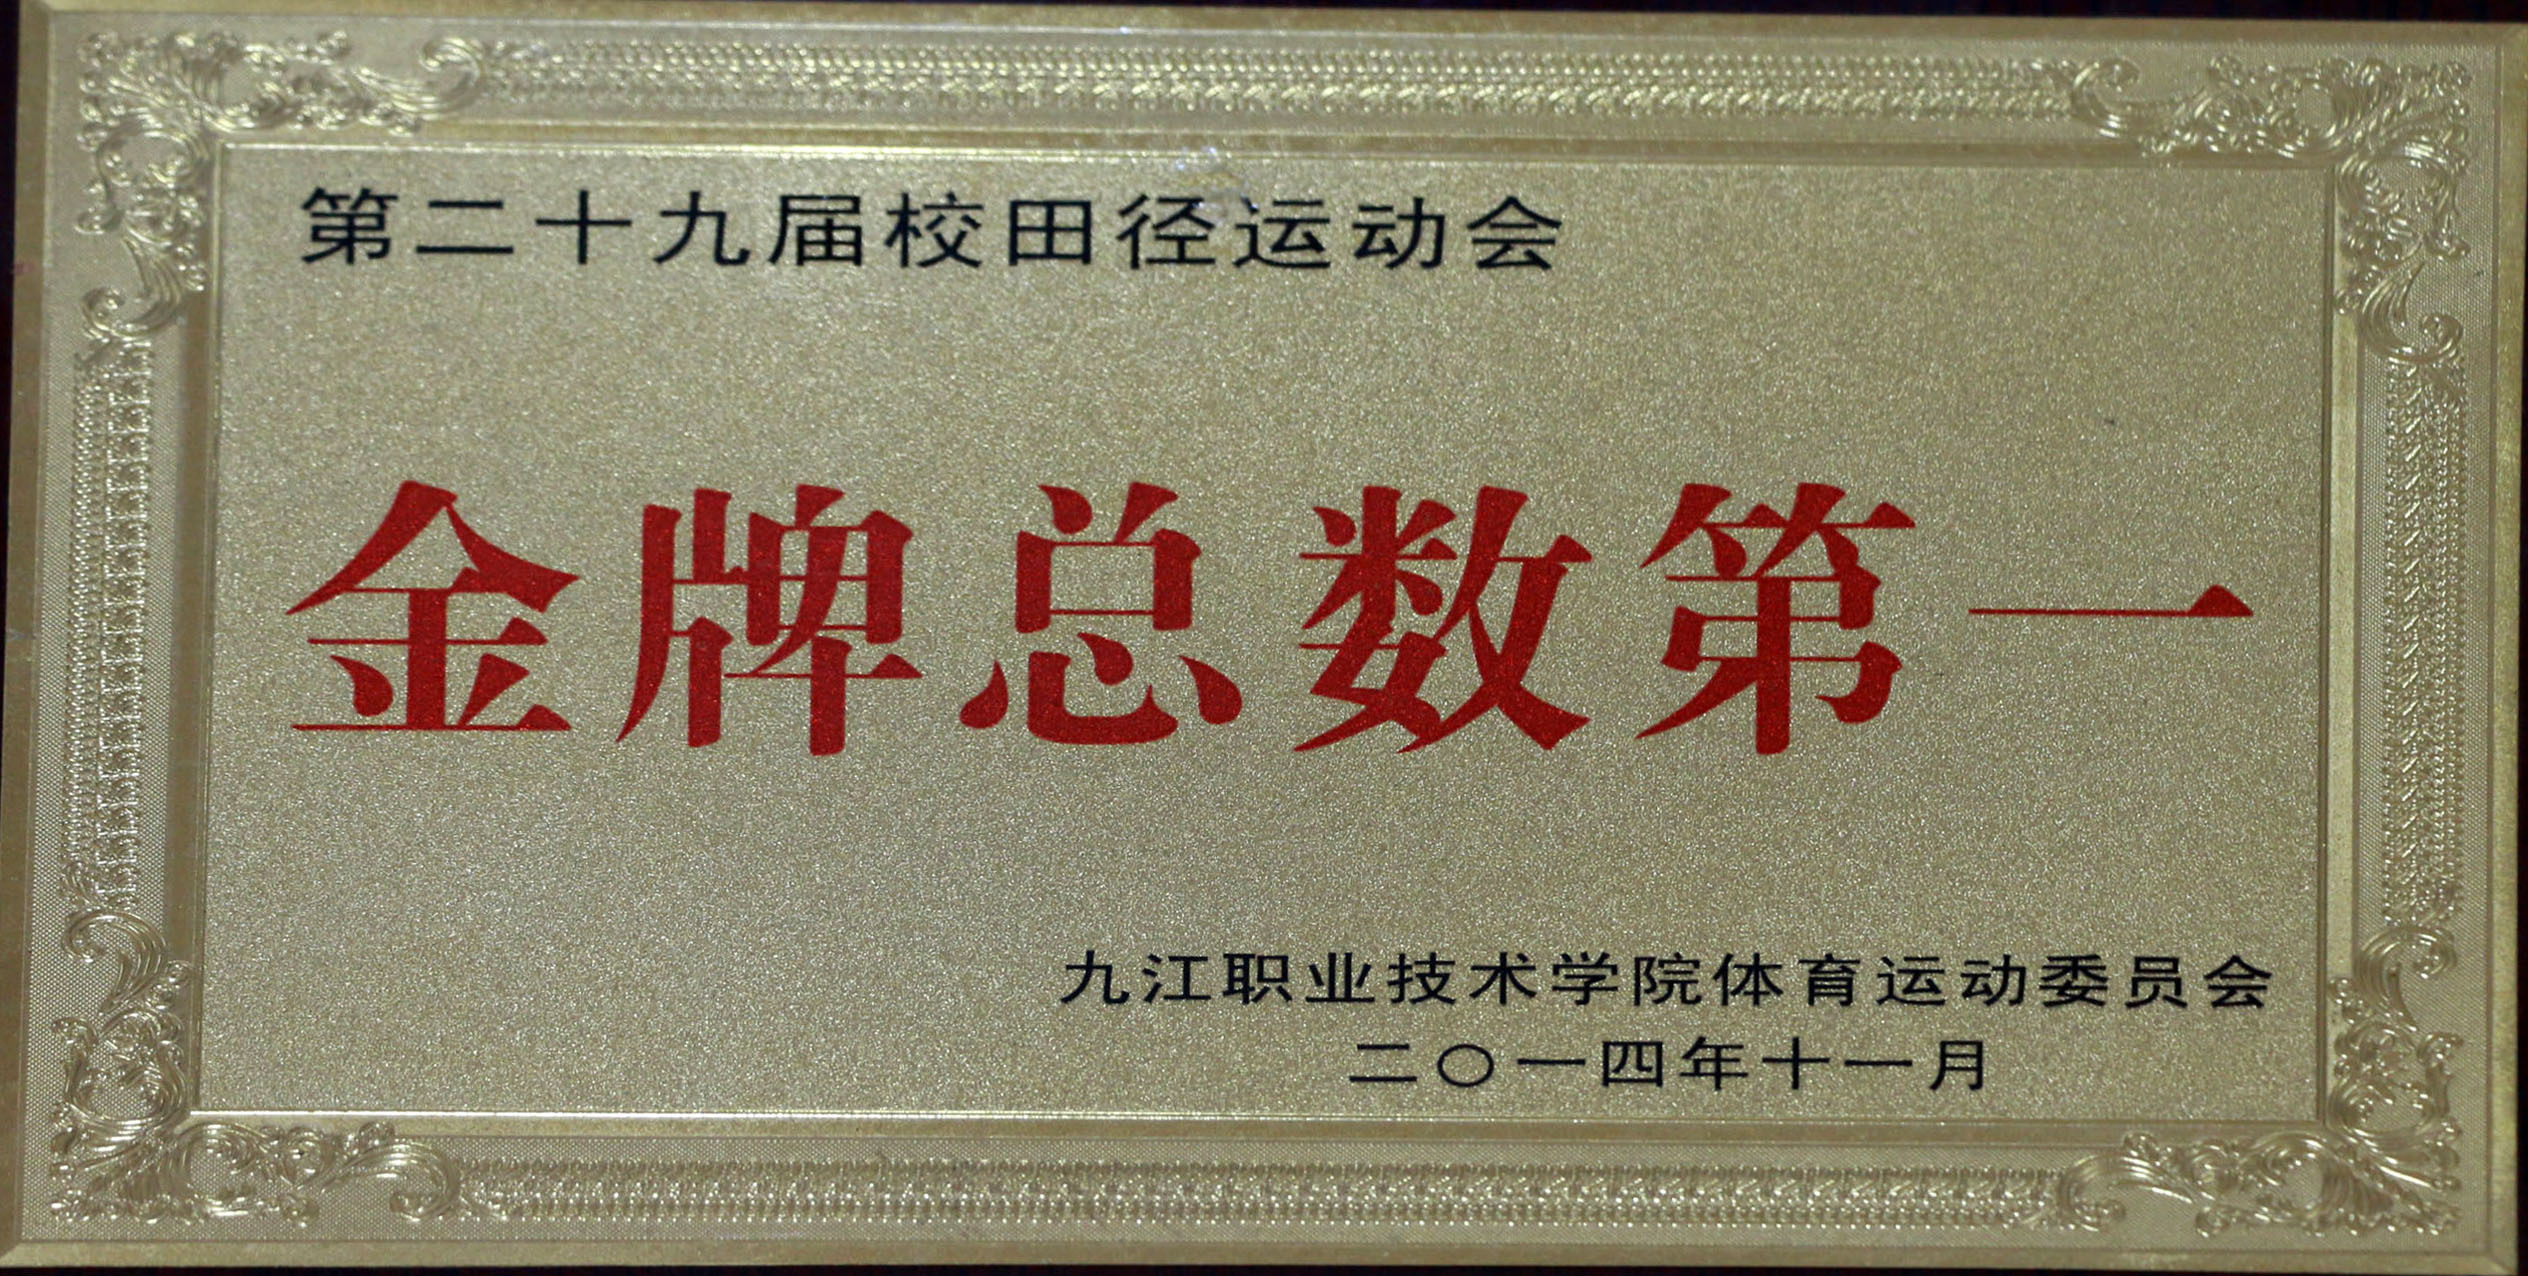 第二十九届校田径运动会
金牌总数第一
九江职业技术学院体育运动委员会
二〇一四年十一月